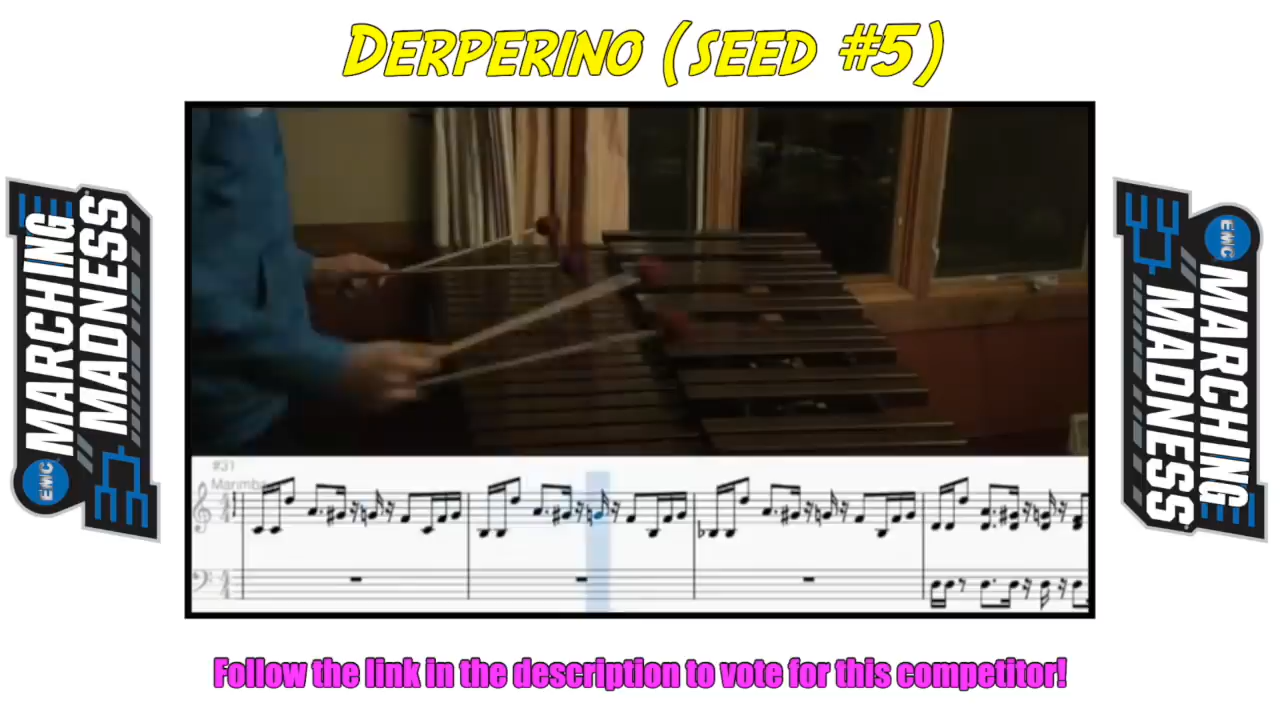 DERPERINO (SEED #5)
EMC MARCHING
MADNESS
EMC MARCHING
MADNESS
#31
Marimba
Follow the link in the description to vote for this competitor!